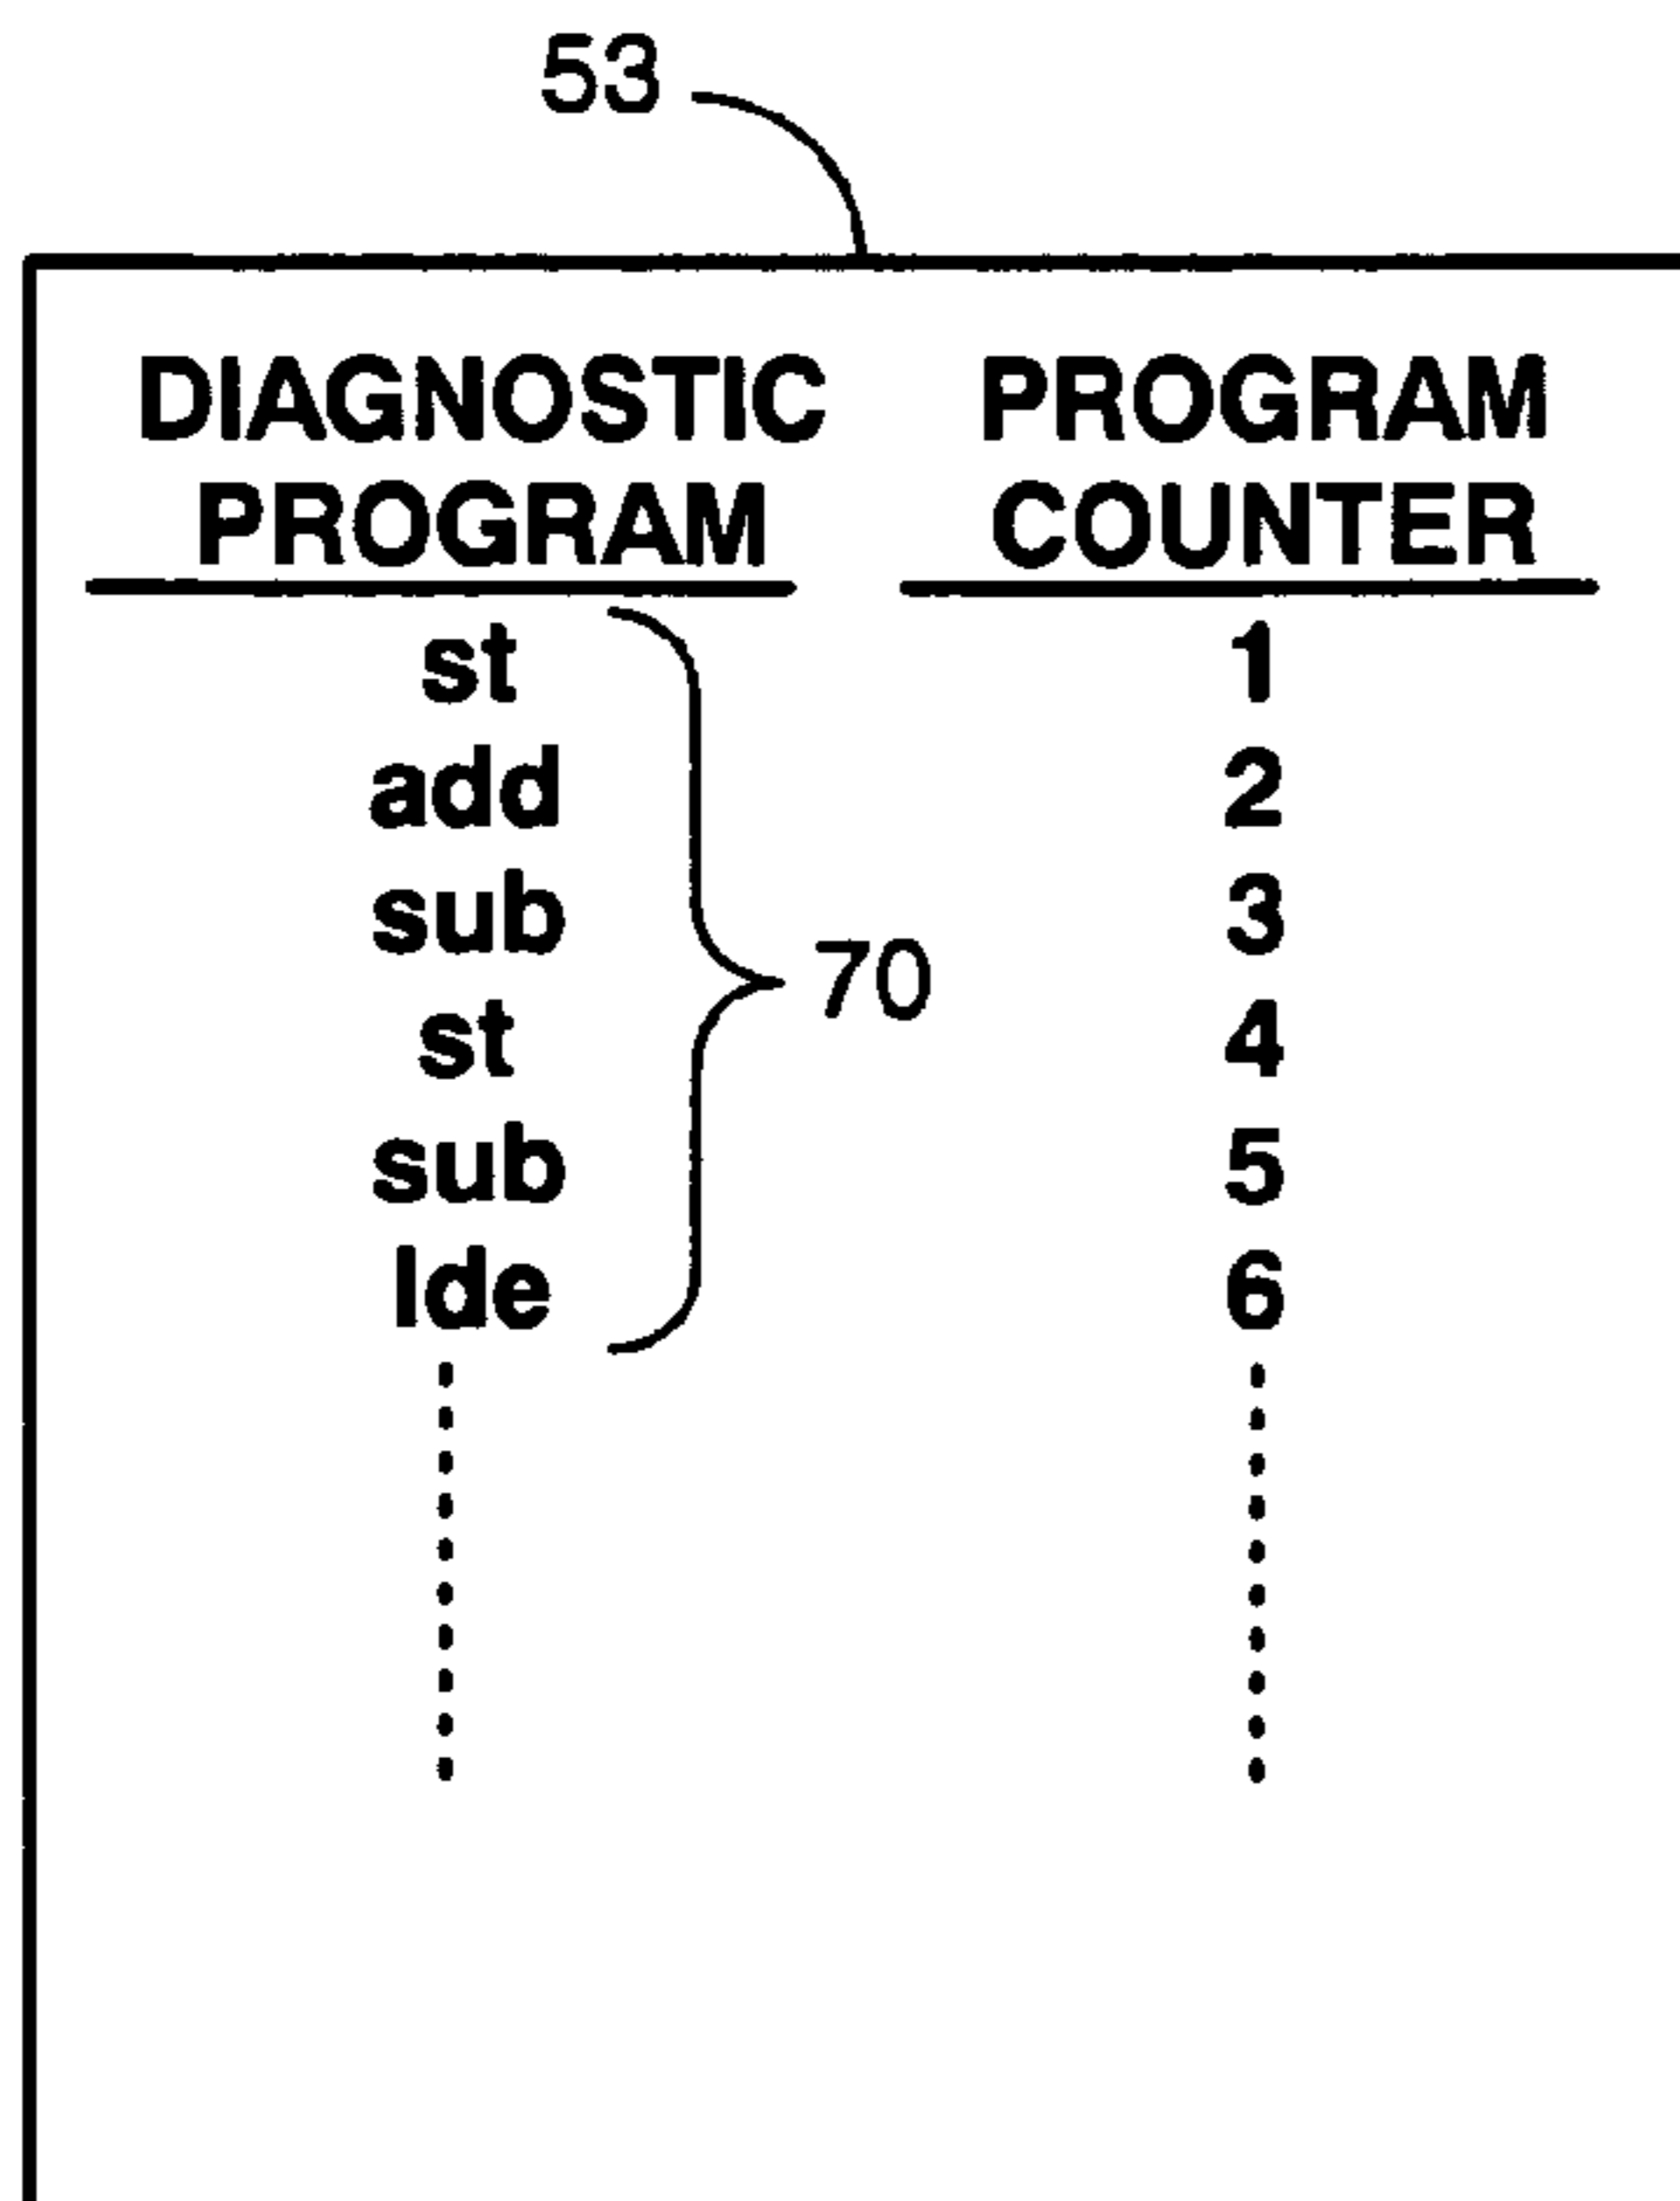 53
DIAGNOSTIC PROGRAM
PROGRAM COUNTER
st 1
add 2
sub 3
70
st 4
sub 5
lde 6